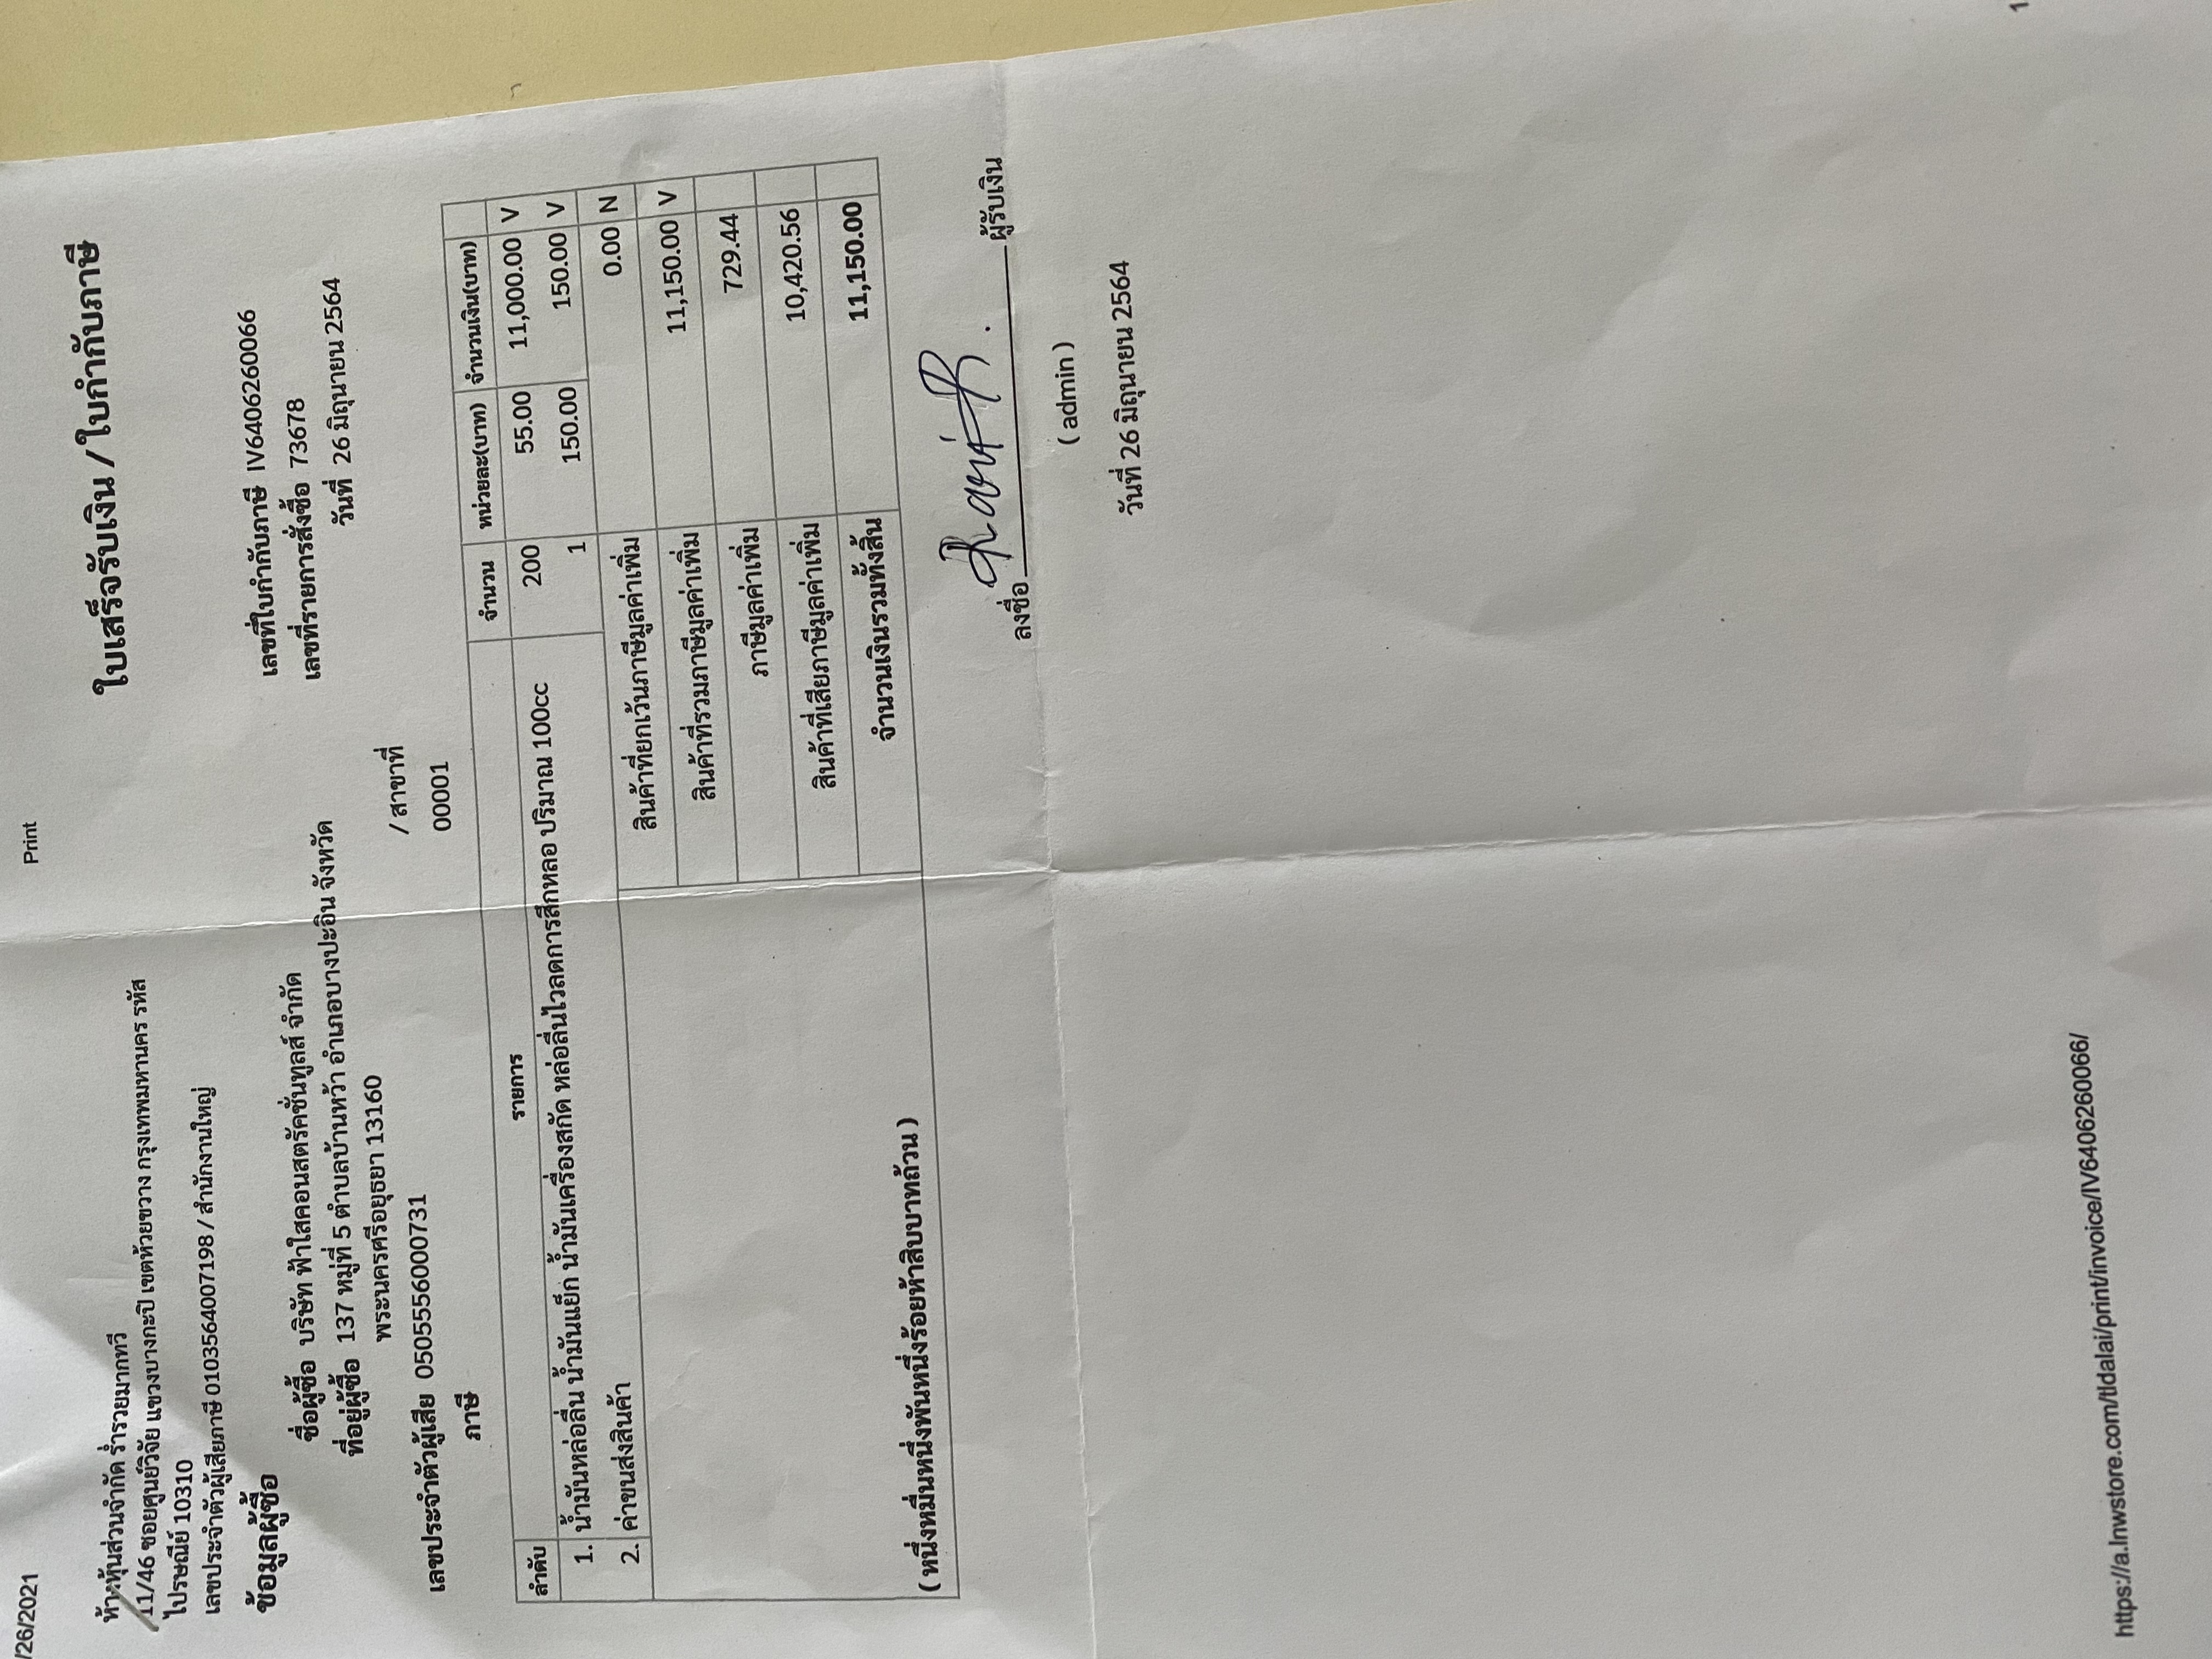 /26/2021
Print
ใบเสร็จรับเงิน / ใบกำกับภาษี
ห้างหุ้นส่วนจำกัด ร่ำรวยมากทวี
11/46 ซอยศูนย์วิจัย แขวงบางกะปิ เขตห้วยขวาง กรุงเทพมหานคร รหัส
ไปรษณีย์ 10310
เลขประจำตัวผู้เสียภาษี 0103564007198 / สำนักงานใหญ่
ข้อมูลผู้ซื้อ
ชื่อผู้ซื้อ บริษัท ฟ้าใสคอนสตรัคชั่นทูลส์ จำกัด
ที่อยู่ผู้ซื้อ 137 หมู่ที่ 5 ตำบลบ้านหว้า อำเภอบางปะอิน จังหวัด
พระนครศรีอยุธยา 13160
เลขประจำตัวผู้เสีย 0505556000731 / สาขาที่
ภาษี 00001
เลขที่ใบกำกับภาษี IV6406260066
เลขที่รายการสั่งซื้อ 73678
วันที่ 26 มิถุนายน 2564
ลำดับ รายการ จำนวน หน่วยละ(บาท) จำนวนเงิน(บาท)
1. น้ำมันหล่อลื่น น้ำมันแย็ก น้ำมันเครื่องสกัด หล่อลื่นไวลดการสึกหลอ ปริมาณ 100cc 200 55.00 11,000.00 V
2. ค่าขนส่งสินค้า 1 150.00 150.00 V
สินค้าที่ยกเว้นภาษีมูลค่าเพิ่ม 0.00 N
สินค้าที่รวมภาษีมูลค่าเพิ่ม 11,150.00 V
ภาษีมูลค่าเพิ่ม 729.44
สินค้าที่เสียภาษีมูลค่าเพิ่ม 10,420.56
( หนึ่งหมื่นหนึ่งพันหนึ่งร้อยห้าสิบบาทถ้วน ) จำนวนเงินรวมทั้งสิ้น 11,150.00
ลงชื่อ ผู้รับเงิน
( admin )
วันที่ 26 มิถุนายน 2564
1
https://a.lnwstore.com/tldalai/print/invoice/IV6406260066/